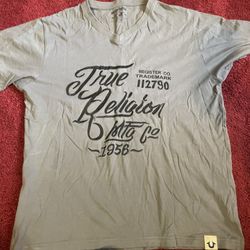 True
REGISTER CO
TRADEMARK
112790
Religion
Mfg Co
~1956~